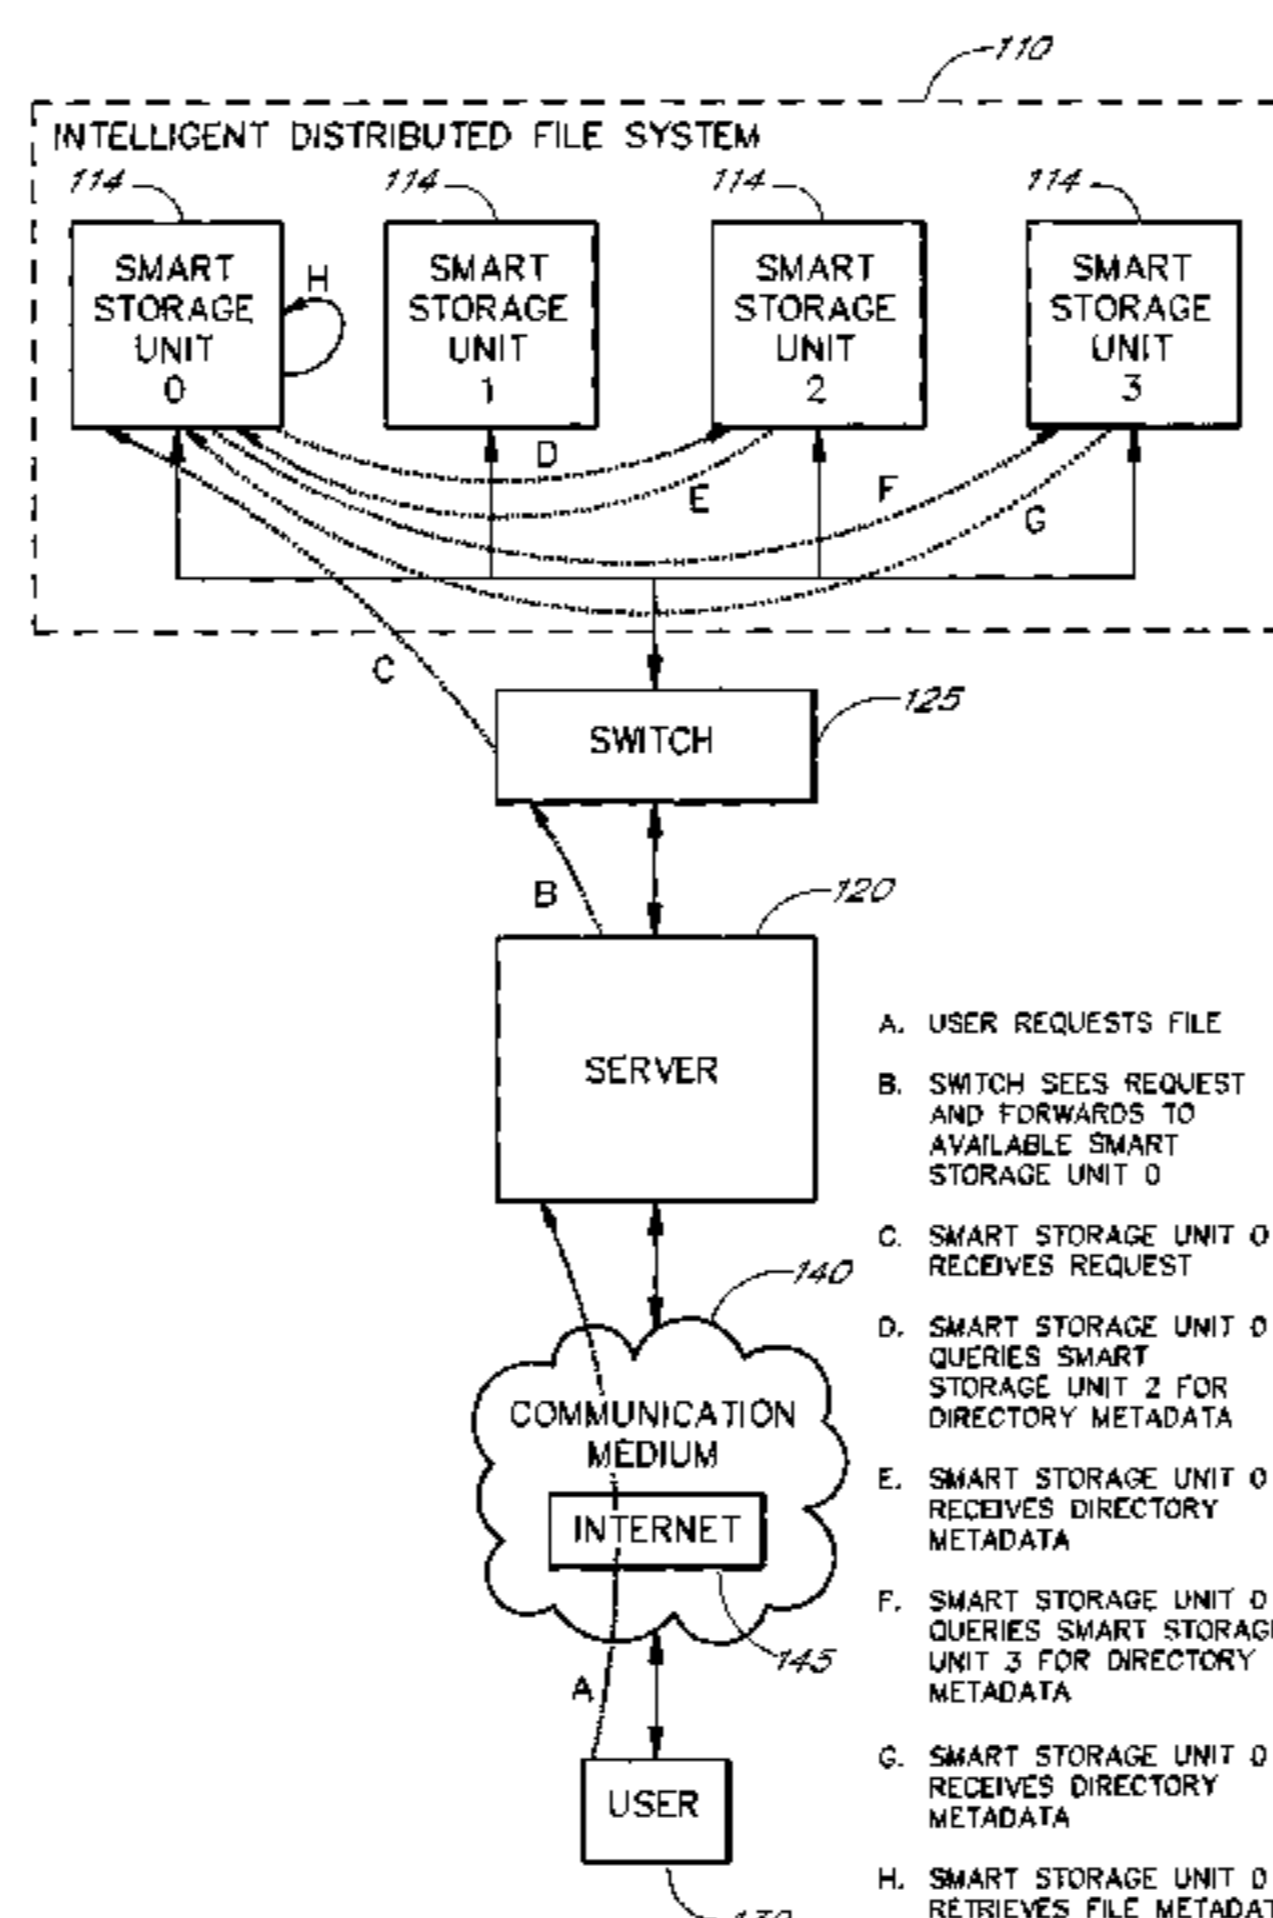 110
INTELLIGENT DISTRIBUTED FILE SYSTEM
114 114 114 114
SMART STORAGE UNIT 0
H
SMART STORAGE UNIT 1
SMART STORAGE UNIT 2
SMART STORAGE UNIT 3
D
E
F
G
C
125
SWITCH
B
120
SERVER
140
COMMUNICATION
MEDIUM
INTERNET
145
A
USER
A. USER REQUESTS FILE
B. SWITCH SEES REQUEST
AND FORWARDS TO
AVAILABLE SMART
STORAGE UNIT 0
C. SMART STORAGE UNIT 0
RECEIVES REQUEST
D. SMART STORAGE UNIT 0
QUERIES SMART
STORAGE UNIT 2 FOR
DIRECTORY METADATA
E. SMART STORAGE UNIT 0
RECEIVES DIRECTORY
METADATA
F. SMART STORAGE UNIT 0
QUERIES SMART STORAGE
UNIT 3 FOR DIRECTORY
METADATA
G. SMART STORAGE UNIT 0
RECEIVES DIRECTORY
METADATA
H. SMART STORAGE UNIT 0
RETRIEVES FILE